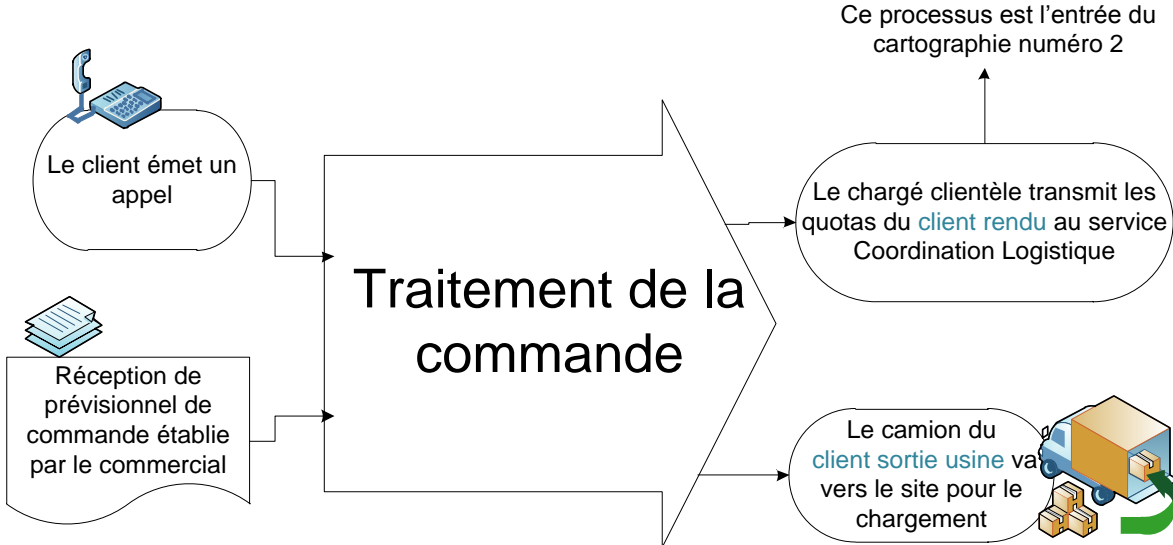 Ce processus est l’entrée du
cartographie numéro 2
Le client émet un
appel
Le chargé clientèle transmit les
quotas du client rendu au service
Coordination Logistique
Traitement de la
commande
Réception de
prévisionnel de
commande établie
par le commercial
Le camion du
client sortie usine va
vers le site pour le
chargement